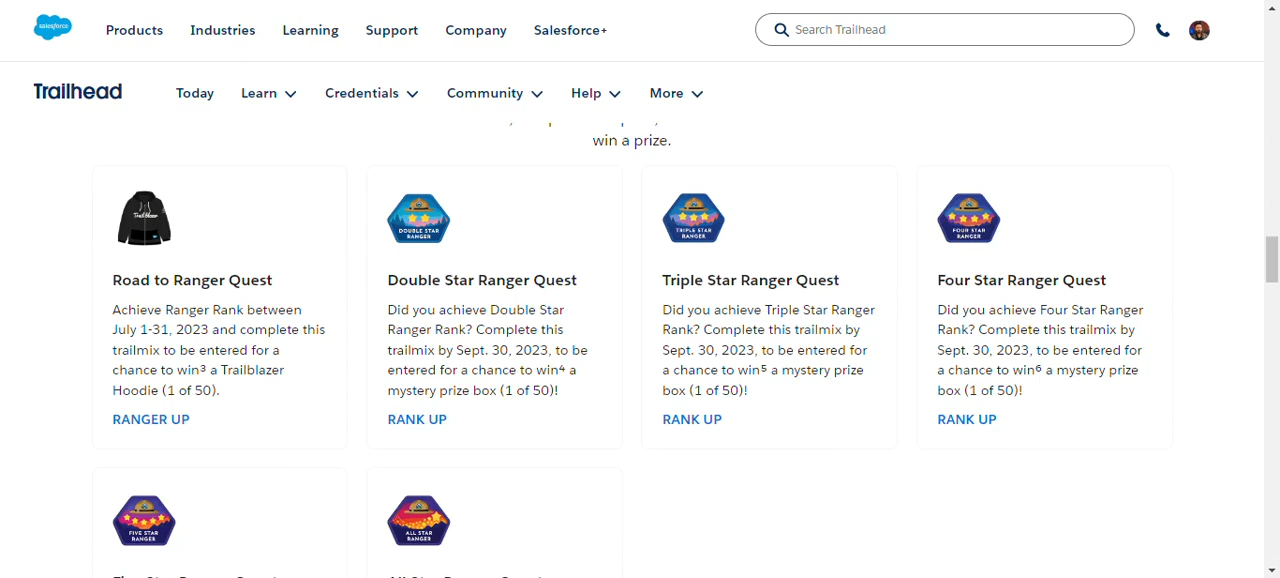 salesforce
Products Industries Learning Support Company Salesforce+
Search Trailhead
Trailhead
Today Learn Credentials Community Help More
win a prize.
Trailblazer
Road to Ranger Quest
Achieve Ranger Rank between
July 1-31, 2023 and complete this
trailmix to be entered for a
chance to win³ a Trailblazer
Hoodie (1 of 50).
RANGER UP
DOUBLE STAR
RANGER
Double Star Ranger Quest
Did you achieve Double Star
Ranger Rank? Complete this
trailmix by Sept. 30, 2023, to be
entered for a chance to win⁴ a
mystery prize box (1 of 50)!
RANK UP
TRIPLE STAR
RANGER
Triple Star Ranger Quest
Did you achieve Triple Star Ranger
Rank? Complete this trailmix by
Sept. 30, 2023, to be entered for
a chance to win⁵ a mystery prize
box (1 of 50)!
RANK UP
FOUR STAR
RANGER
Four Star Ranger Quest
Did you achieve Four Star Ranger
Rank? Complete this trailmix by
Sept. 30, 2023, to be entered for
a chance to win⁶ a mystery prize
box (1 of 50)!
RANK UP
FIVE STAR
RANGER
ALL STAR
RANGER